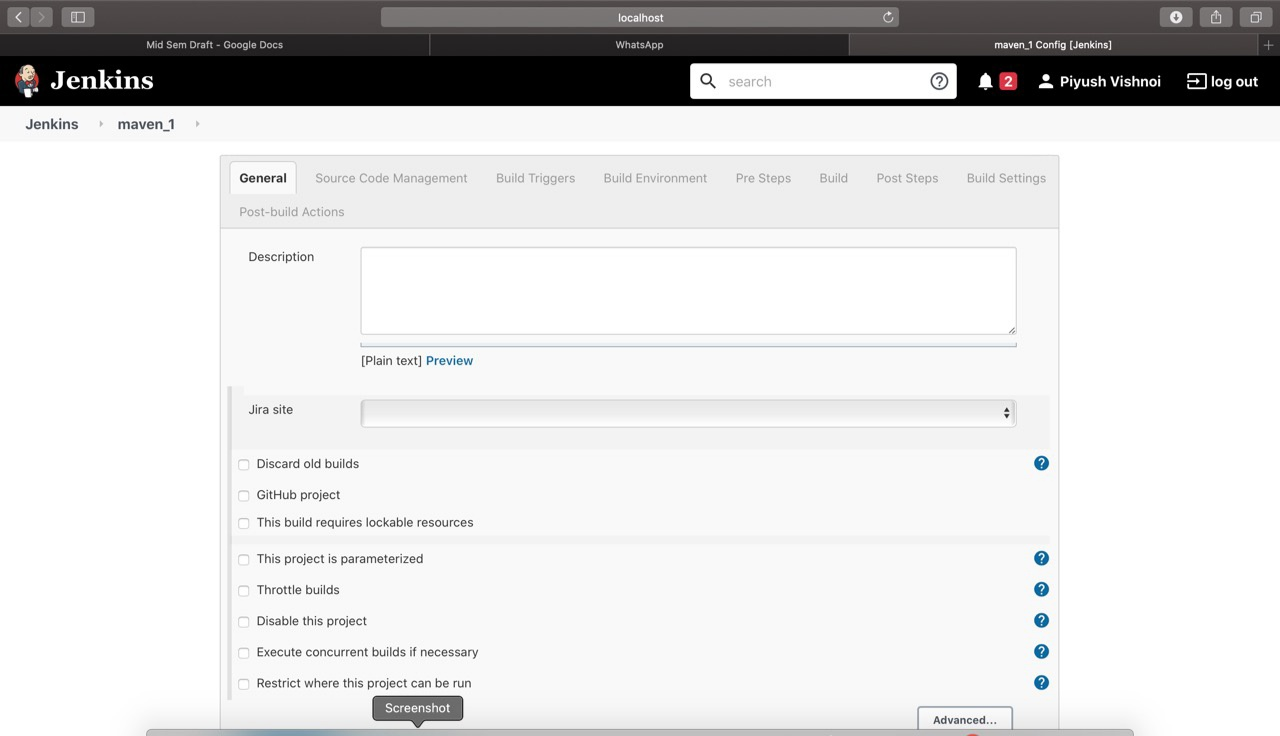 localhost
Mid Sem Draft - Google Docs
WhatsApp
maven_1 Config [Jenkins]
Jenkins
search
2
Piyush Vishnoi
log out
Jenkins
maven_1
General
Source Code Management
Build Triggers
Build Environment
Pre Steps
Build
Post Steps
Build Settings
Post-build Actions
Description
[Plain text] Preview
Jira site
Discard old builds
GitHub project
This build requires lockable resources
This project is parameterized
Throttle builds
Disable this project
Execute concurrent builds if necessary
Restrict where this project can be run
Screenshot
Advanced...